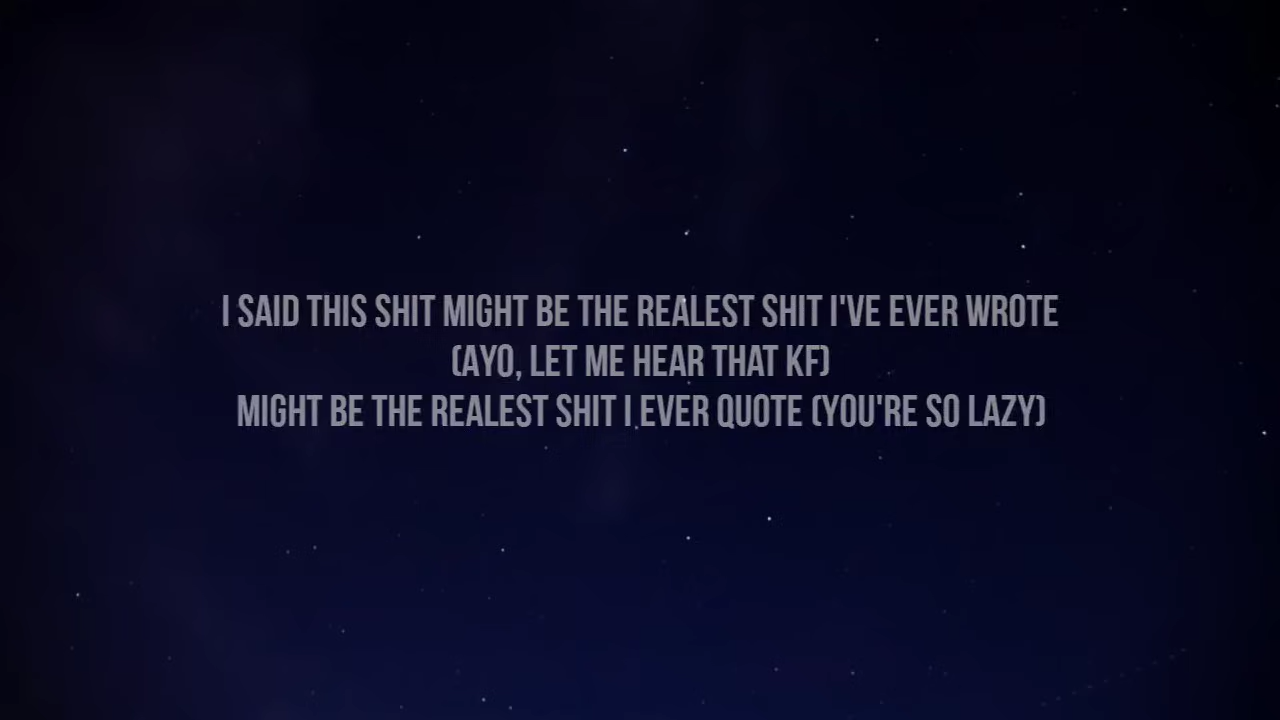 I SAID THIS SHIT MIGHT BE THE REALEST SHIT I'VE EVER WROTE
(AYO, LET ME HEAR THAT KF)
MIGHT BE THE REALEST SHIT I EVER QUOTE (YOU'RE SO LAZY)